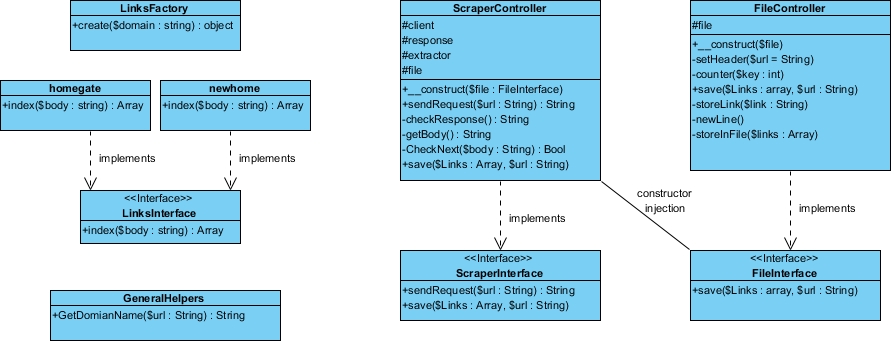 LinksFactory
+create($domain : string) : object
homegate
+index($body : string) : Array
newhome
+index($body : string) : Array
implements
implements
<<Interface>>
LinksInterface
+index($body : string) : Array
GeneralHelpers
+GetDomianName($url : String) : String
ScraperController
#client
#response
#extractor
#file
+__construct($file : FileInterface)
+sendRequest($url : String) : String
-checkResponse() : String
-getBody() : String
-CheckNext($body : String) : Bool
+save($Links : Array, $url : String)
implements
constructor
injection
<<Interface>>
ScraperInterface
+sendRequest($url : String) : String
+save($Links : Array, $url : String)
FileController
#file
+__construct($file)
-setHeader($url = String)
-counter($key : int)
+save($Links : array, $url : String)
-storeLink($link : String)
-newLine()
-storeInFile($links : Array)
implements
<<Interface>>
FileInterface
+save($Links : array, $url : String)